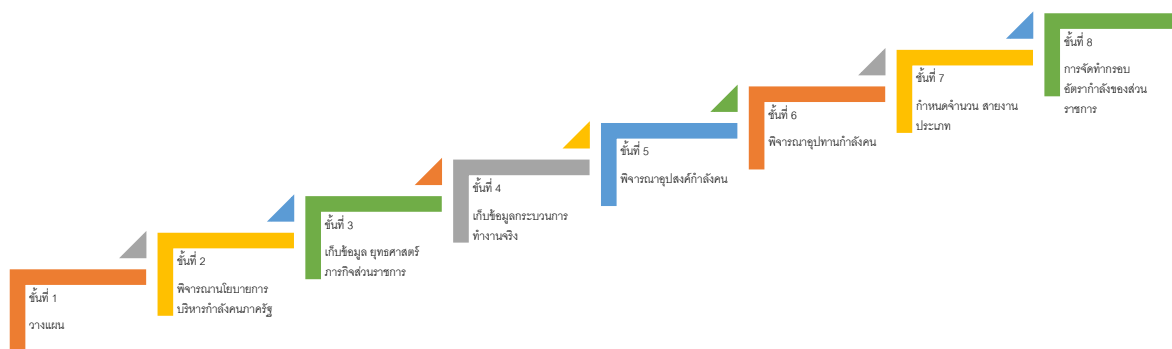 ขั้นที่ 1
วางแผน
ขั้นที่ 2
พิจารณานโยบายการ
บริหารกำลังคนภาครัฐ
ขั้นที่ 3
เก็บข้อมูล ยุทธศาสตร์
ภารกิจส่วนราชการ
ขั้นที่ 4
เก็บข้อมูลกระบวนการ
ทำงานจริง
ขั้นที่ 5
พิจารณาอุปสงค์กำลังคน
ขั้นที่ 6
พิจารณาอุปทานกำลังคน
ขั้นที่ 7
กำหนดจำนวน สายงาน
ประเภท
ขั้นที่ 8
การจัดทำกรอบ
อัตรากำลังของส่วน
ราชการ